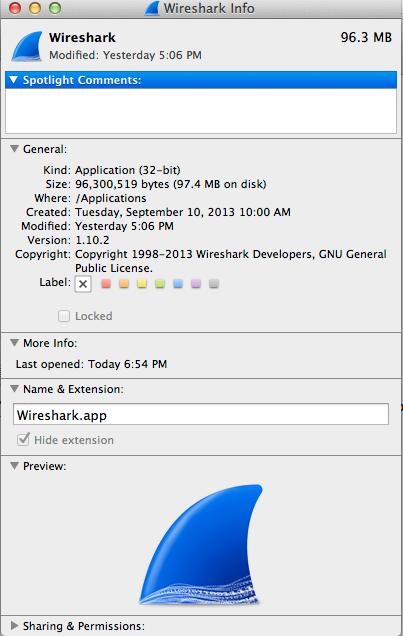 Wireshark Info
Wireshark 96.3 MB
Modified: Yesterday 5:06 PM
Spotlight Comments:
General:
Kind: Application (32-bit)
Size: 96,300,519 bytes (97.4 MB on disk)
Where: /Applications
Created: Tuesday, September 10, 2013 10:00 AM
Modified: Yesterday 5:06 PM
Version: 1.10.2
Copyright: Copyright 1998-2013 Wireshark Developers, GNU General
Public License.
Label:
Locked
More Info:
Last opened: Today 6:54 PM
Name & Extension:
Wireshark.app
Hide extension
Preview:
Sharing & Permissions: